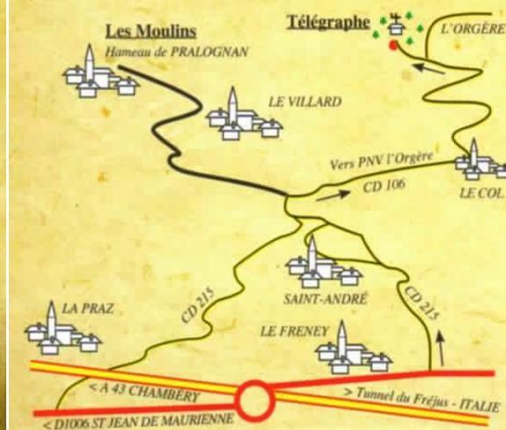 Les Moulins
Hameau de PRALOGNAN
Télégraphe
L'ORGÈRE
LE VILLARD
Vers PNV l'Orgère
CD 106
LE COL
SAINT-ANDRÉ
CD 215
CD 215
LA PRAZ
LE FRENEY
< A 43 CHAMBÉRY
> Tunnel du Fréjus - ITALIE
< D1006 ST JEAN DE MAURIENNE